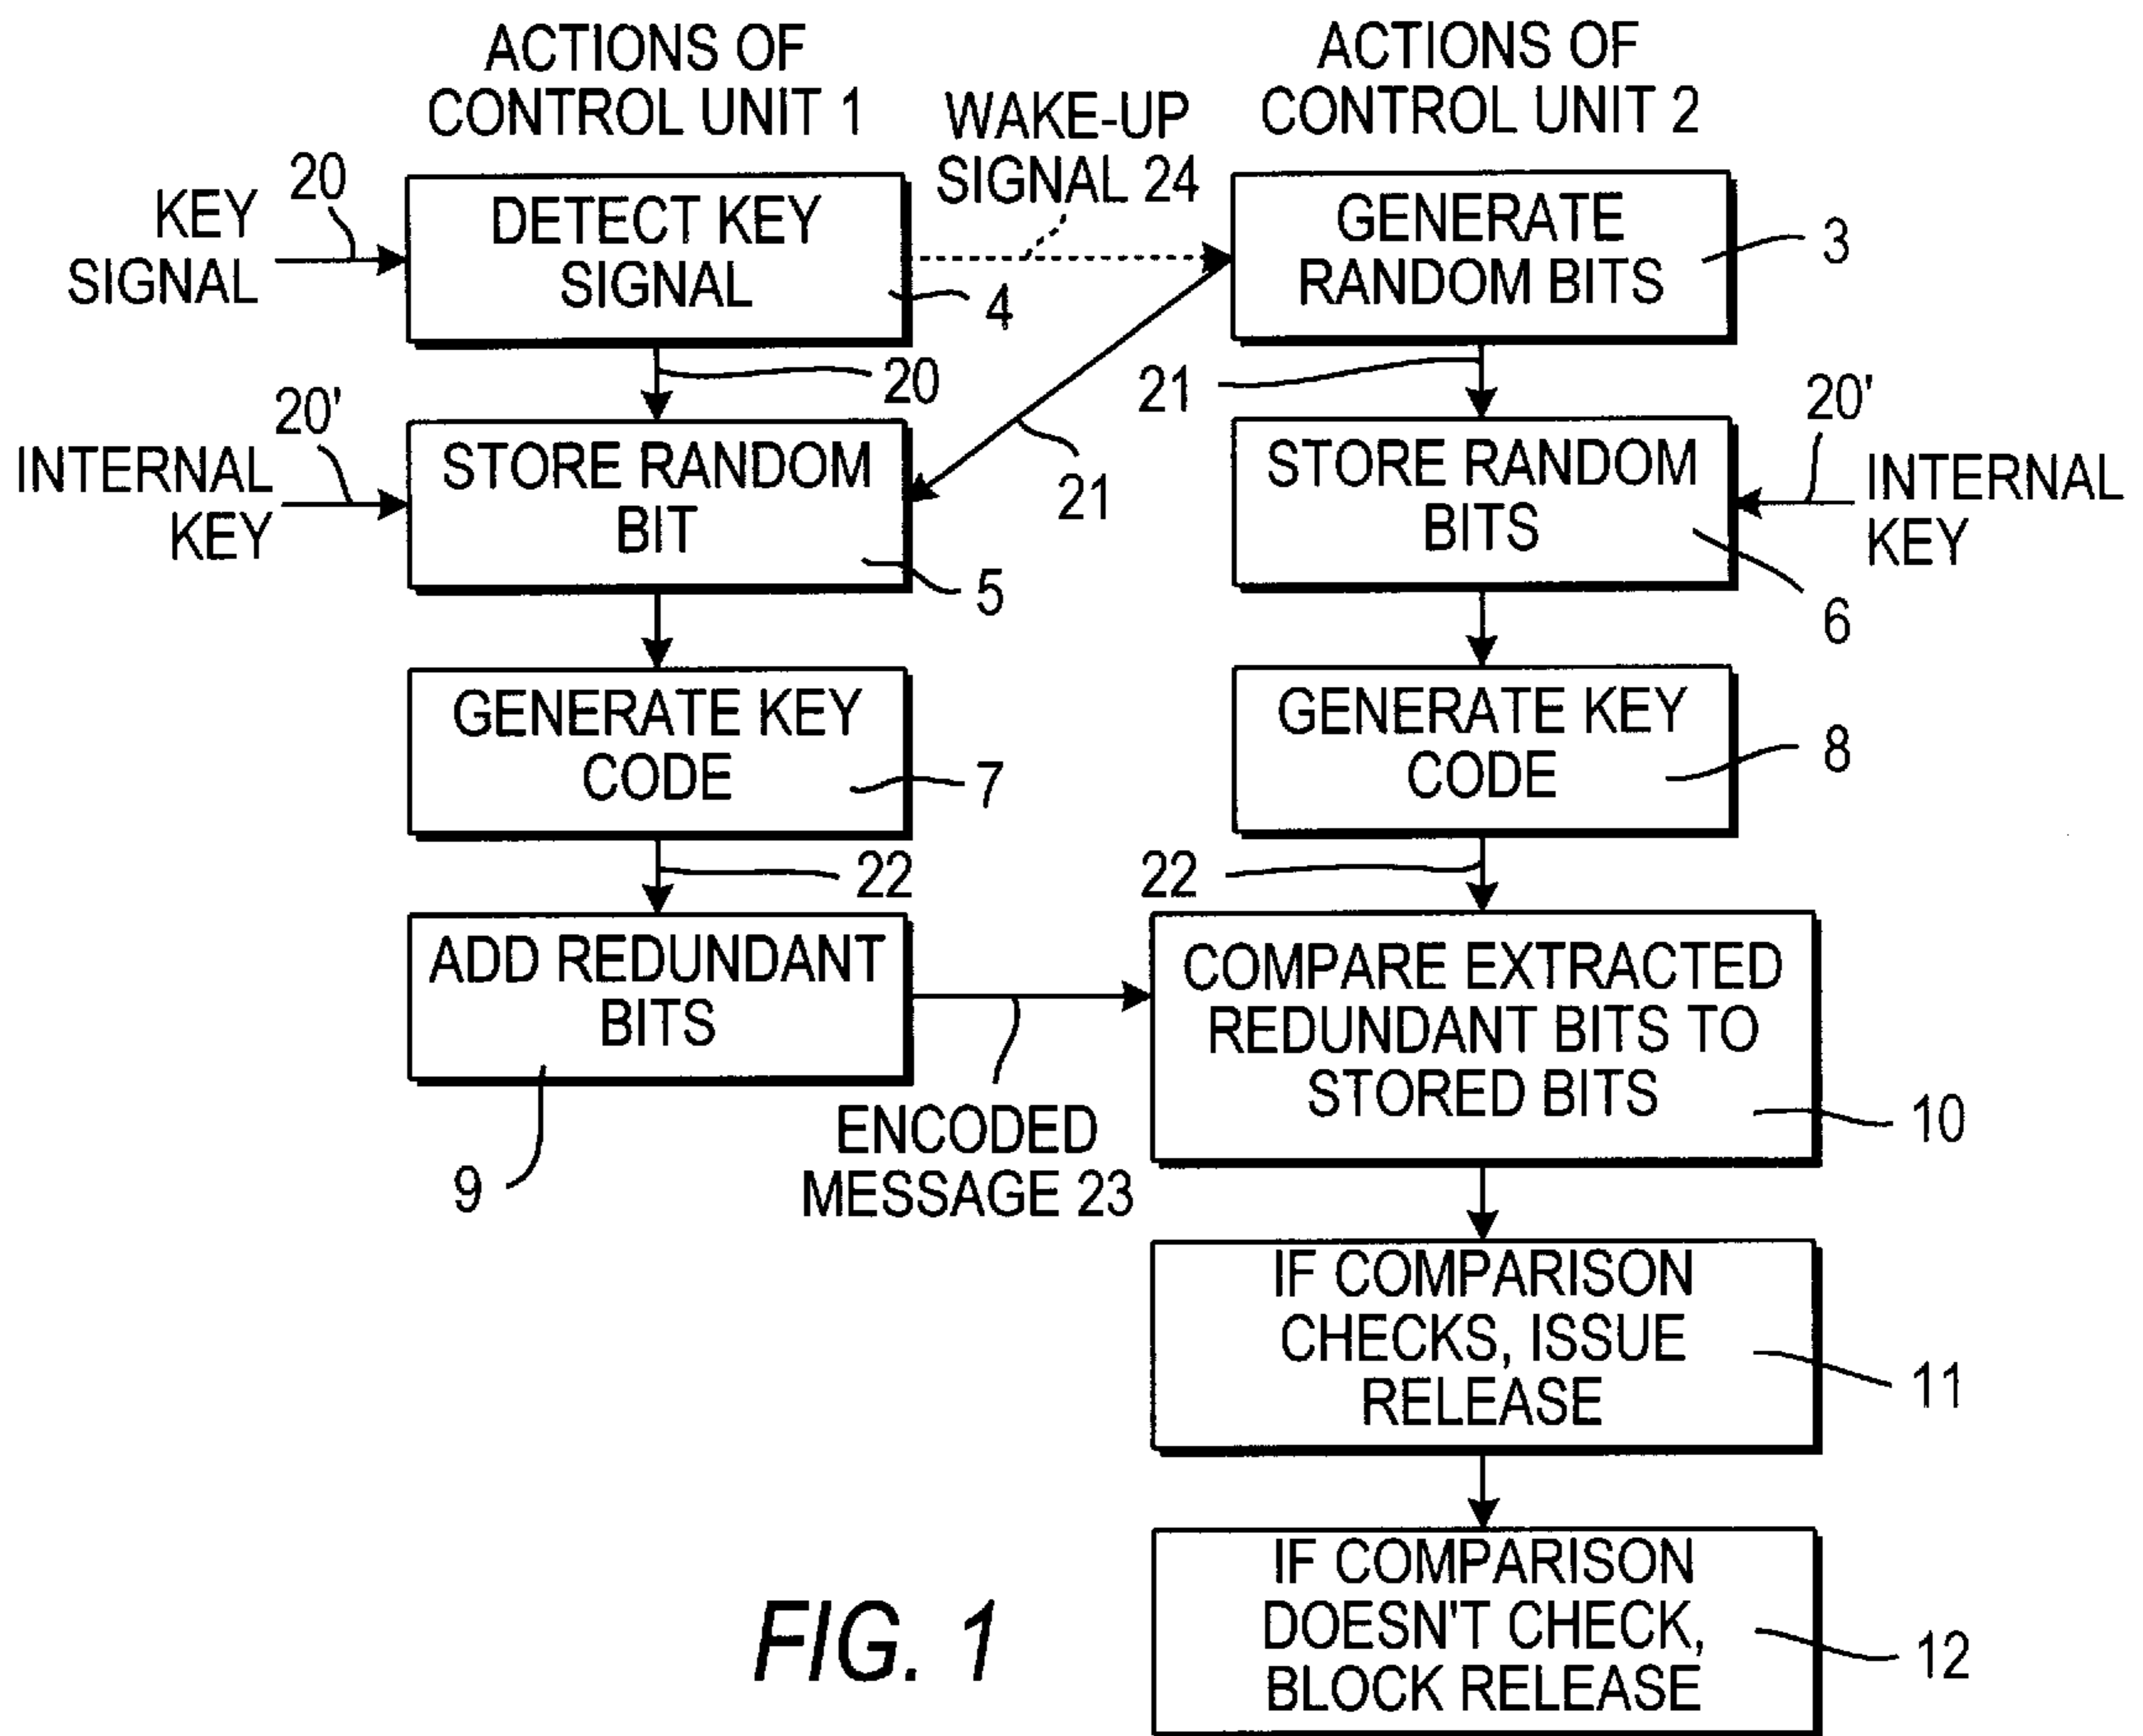 ACTIONS OF
CONTROL UNIT 1
ACTIONS OF
CONTROL UNIT 2
WAKE-UP
SIGNAL 24
KEY
SIGNAL
20
DETECT KEY
SIGNAL
4
GENERATE
RANDOM BITS
3
20
21
21
INTERNAL
KEY
20'
STORE RANDOM
BIT
5
STORE RANDOM
BITS
6
20'
INTERNAL
KEY
GENERATE KEY
CODE
7
GENERATE KEY
CODE
8
22
22
ADD REDUNDANT
BITS
9
ENCODED
MESSAGE 23
COMPARE EXTRACTED
REDUNDANT BITS TO
STORED BITS
10
IF COMPARISON
CHECKS, ISSUE
RELEASE
11
IF COMPARISON
DOESN'T CHECK,
BLOCK RELEASE
12
FIG. 1